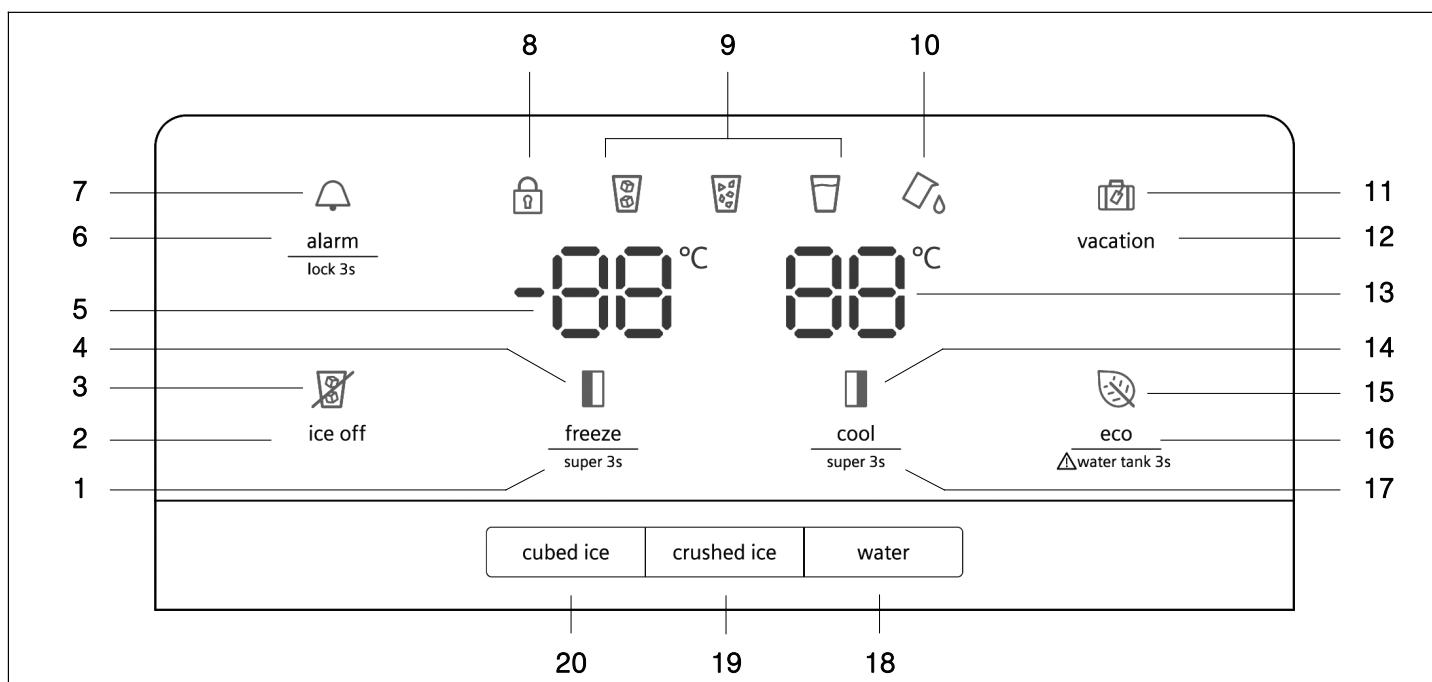 8 9 10
7 11
6 alarm vacation 12
lock 3s
-88 °C 88 °C
5 13
4 14
3 15
2 ice off freeze cool eco 16
super 3s super 3s water tank 3s
1 17
cubed ice crushed ice water
20 19 18